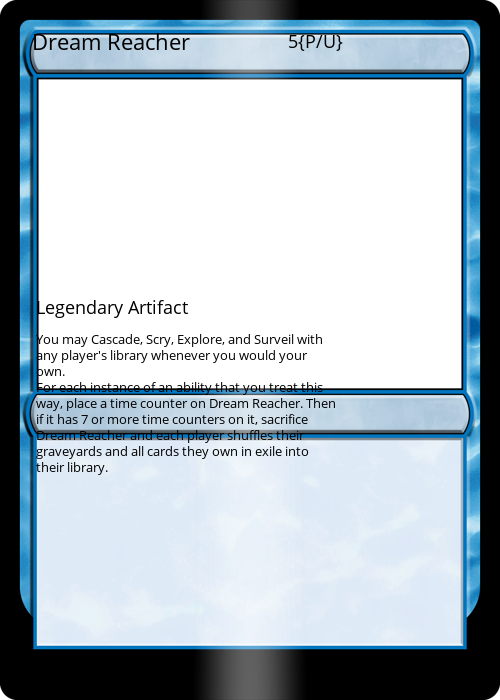 Dream Reacher 5{P/U}
Legendary Artifact
You may Cascade, Scry, Explore, and Surveil with
any player's library whenever you would your
own.
For each instance of an ability that you treat this
way, place a time counter on Dream Reacher. Then
if it has 7 or more time counters on it, sacrifice
Dream Reacher and each player shuffles their
graveyards and all cards they own in exile into
their library.